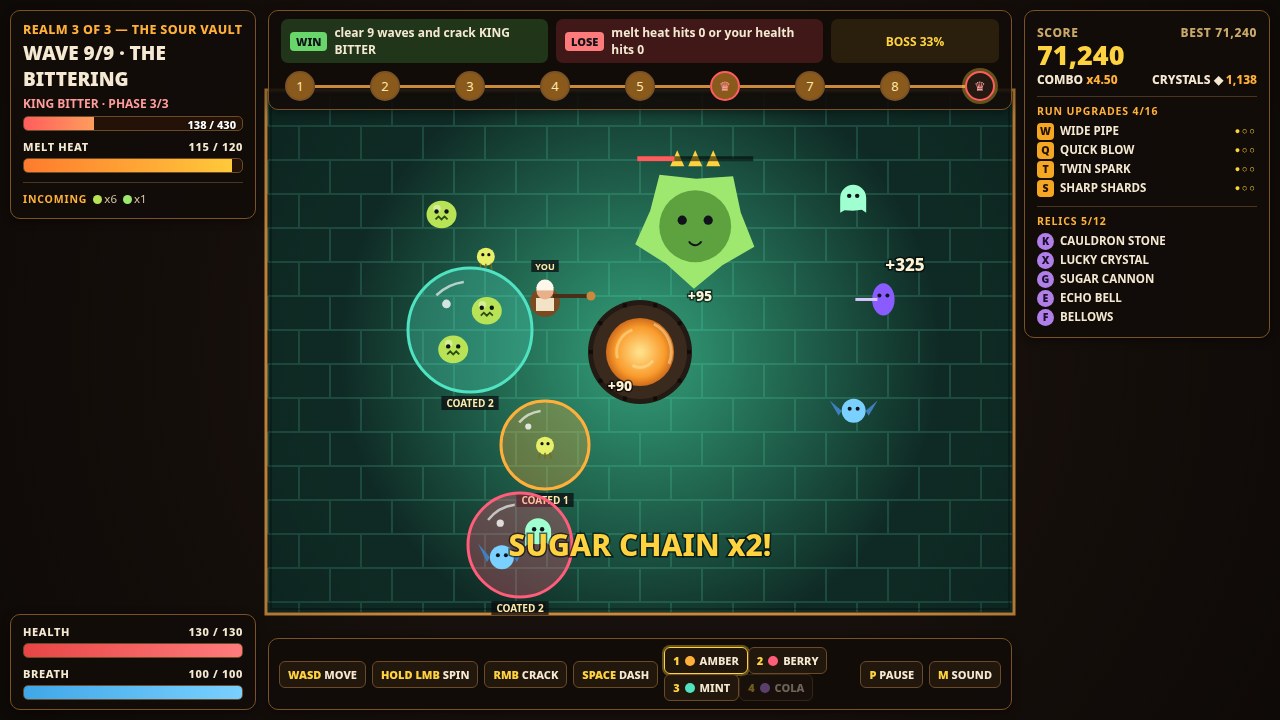 REALM 3 OF 3 — THE SOUR VAULT
WAVE 9/9 · THE
BITTERING
KING BITTER · PHASE 3/3
138 / 430
MELT HEAT 115 / 120
INCOMING x6 x1
WIN clear 9 waves and crack KING
BITTER
LOSE melt heat hits 0 or your health
hits 0
BOSS 33%
1 2 3 4 5 ♛ 7 8 ♛
SCORE BEST 71,240
71,240
COMBO x4.50 CRYSTALS ◆ 1,138
RUN UPGRADES 4/16
W WIDE PIPE
Q QUICK BLOW
T TWIN SPARK
S SHARP SHARDS
RELICS 5/12
K CAULDRON STONE
X LUCKY CRYSTAL
G SUGAR CANNON
E ECHO BELL
F BELLOWS
YOU
+325
+95
+90
COATED 2
COATED 1
SUGAR CHAIN x2!
COATED 2
HEALTH 130 / 130
BREATH 100 / 100
WASD MOVE
HOLD LMB SPIN
RMB CRACK
SPACE DASH
1 AMBER
2 BERRY
3 MINT
4 COLA
P PAUSE
M SOUND